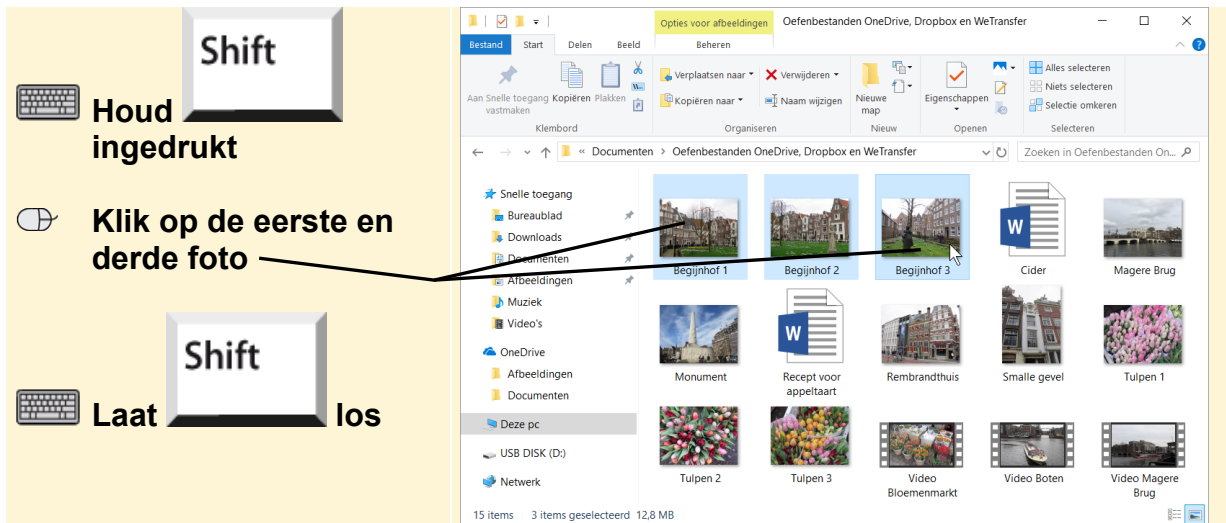 Shift
Houd
ingedrukt
Klik op de eerste en
derde foto
Shift
Laat
los
Opties voor afbeeldingen
Oefenbestanden OneDrive, Dropbox en WeTransfer
Bestand
Start
Delen
Beeld
Beheren
Aan Snelle toegang
vastmaken
Kopiëren
Plakken
Verplaatsen naar
Kopiëren naar
Verwijderen
Naam wijzigen
Nieuwe
map
Eigenschappen
Alles selecteren
Niets selecteren
Selectie omkeren
Klembord
Organiseren
Nieuw
Openen
Selecteren
« Documenten > Oefenbestanden OneDrive, Dropbox en WeTransfer
Zoeken in Oefenbestanden On...
Snelle toegang
Bureaublad
Downloads
Documenten
Afbeeldingen
Muziek
Video's
OneDrive
Afbeeldingen
Documenten
Deze pc
USB DISK (D:)
Netwerk
Begijnhof 1
Begijnhof 2
Begijnhof 3
Cider
Magere Brug
Monument
Recept voor
appeltaart
Rembrandthuis
Smalle gevel
Tulpen 1
Tulpen 2
Tulpen 3
Video
Bloemenmarkt
Video Boten
Video Magere
Brug
15 items
3 items geselecteerd 12,8 MB